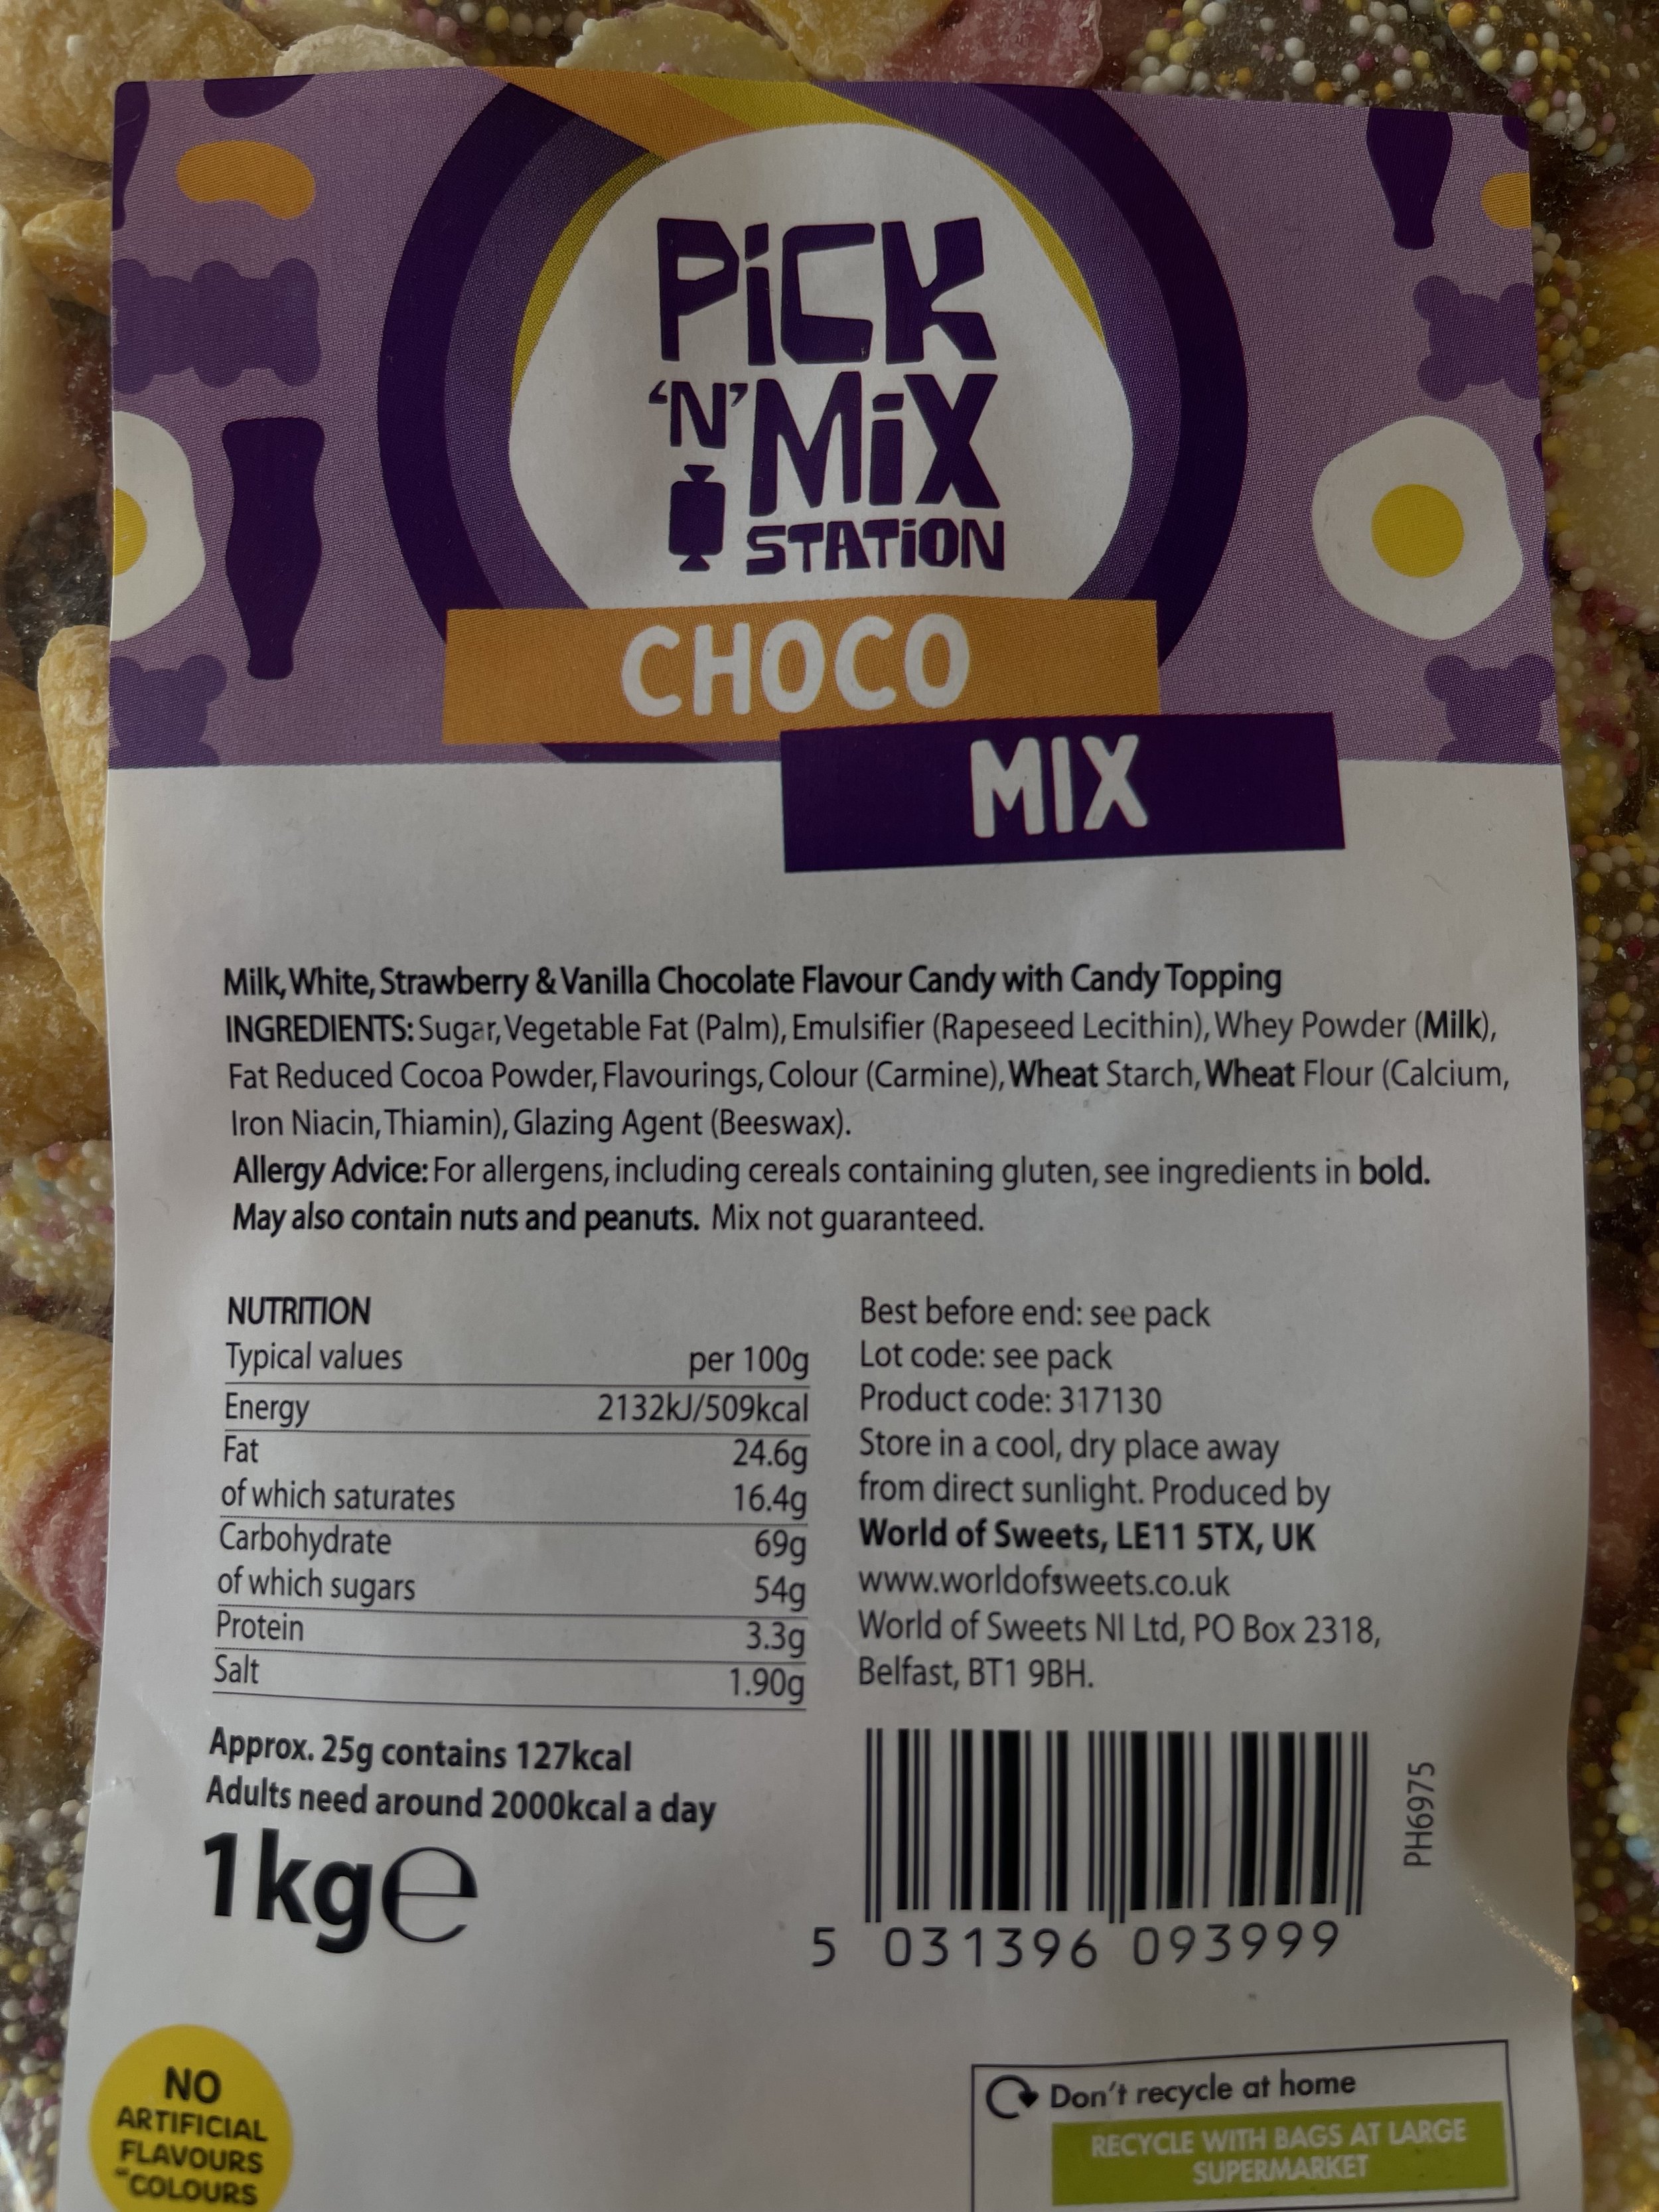 PiCK
'N' MiX
STATiON
CHOCO
MIX
Milk, White, Strawberry & Vanilla Chocolate Flavour Candy with Candy Topping
INGREDIENTS: Sugar, Vegetable Fat (Palm), Emulsifier (Rapeseed Lecithin), Whey Powder (Milk),
Fat Reduced Cocoa Powder, Flavourings, Colour (Carmine), Wheat Starch, Wheat Flour (Calcium,
Iron Niacin, Thiamin), Glazing Agent (Beeswax).
Allergy Advice: For allergens, including cereals containing gluten, see ingredients in bold.
May also contain nuts and peanuts. Mix not guaranteed.
NUTRITION
Typical values per 100g
Energy 2132kJ/509kcal
Fat 24.6g
of which saturates 16.4g
Carbohydrate 69g
of which sugars 54g
Protein 3.3g
Salt 1.90g
Approx. 25g contains 127kcal
Adults need around 2000kcal a day
1kg℮
Best before end: see pack
Lot code: see pack
Product code: 317130
Store in a cool, dry place away
from direct sunlight. Produced by
World of Sweets, LE11 5TX, UK
www.worldofsweets.co.uk
World of Sweets NI Ltd, PO Box 2318,
Belfast, BT1 9BH.
PH6975
5 031396 093999
NO
ARTIFICIAL
FLAVOURS
OR COLOURS
Don't recycle at home
RECYCLE WITH BAGS AT LARGE
SUPERMARKET